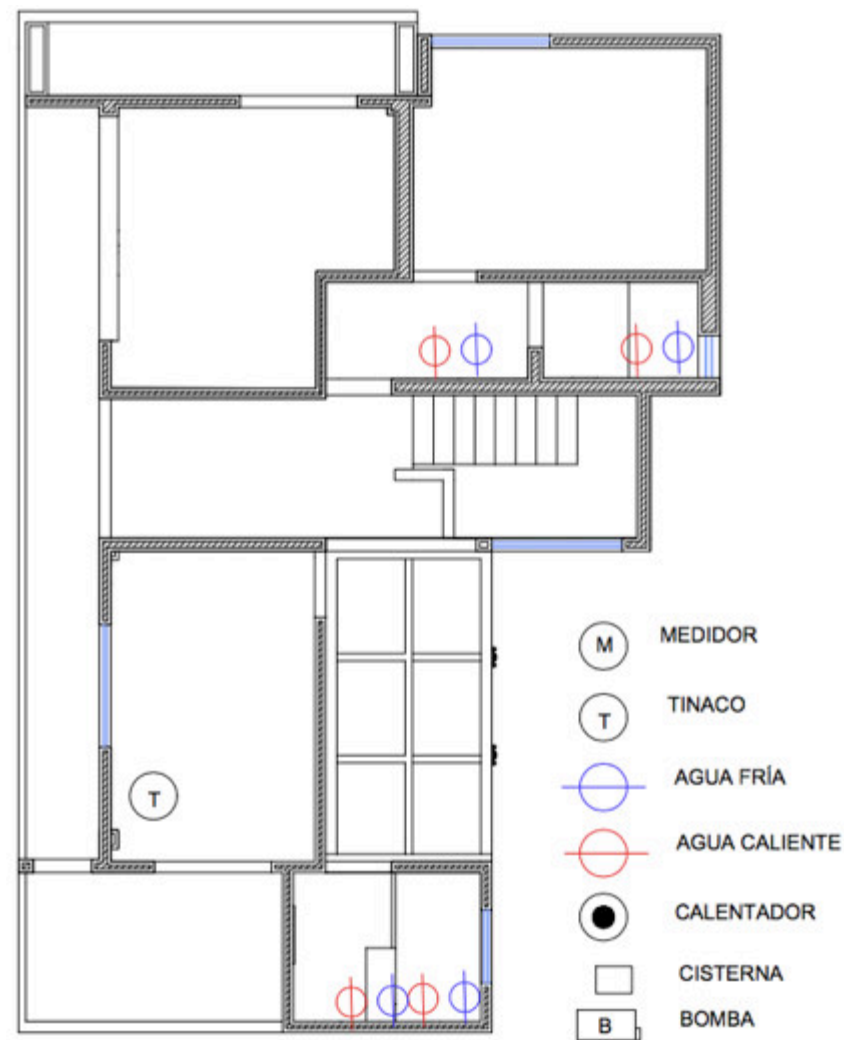 M MEDIDOR
T TINACO
AGUA FRÍA
T
AGUA CALIENTE
CALENTADOR
CISTERNA
B BOMBA